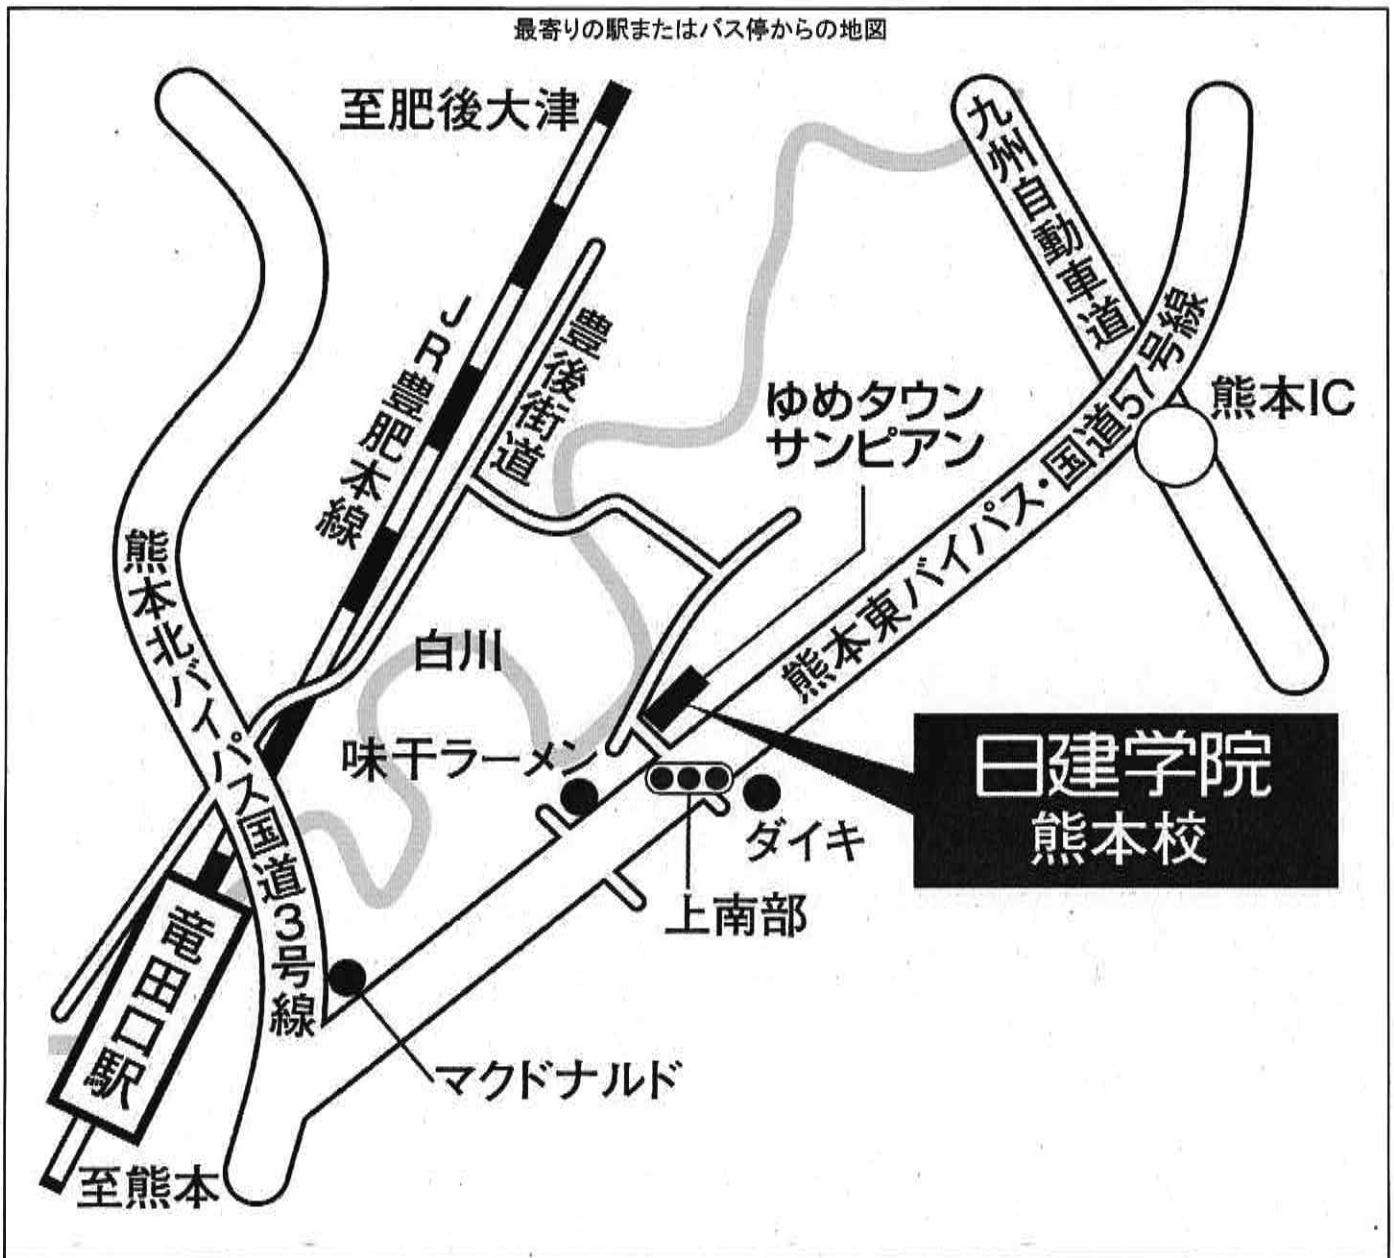 最寄りの駅またはバス停からの地図
至肥後大津
九州自動車道
JR豊肥本線
豊後街道
ゆめタウン
サンピアン
熊本IC
熊本東バイパス・国道57号線
熊本北バイパス国道3号線
白川
味干ラーメン
日建学院
熊本校
ダイキ
上南部
竜田口駅
マクドナルド
至熊本